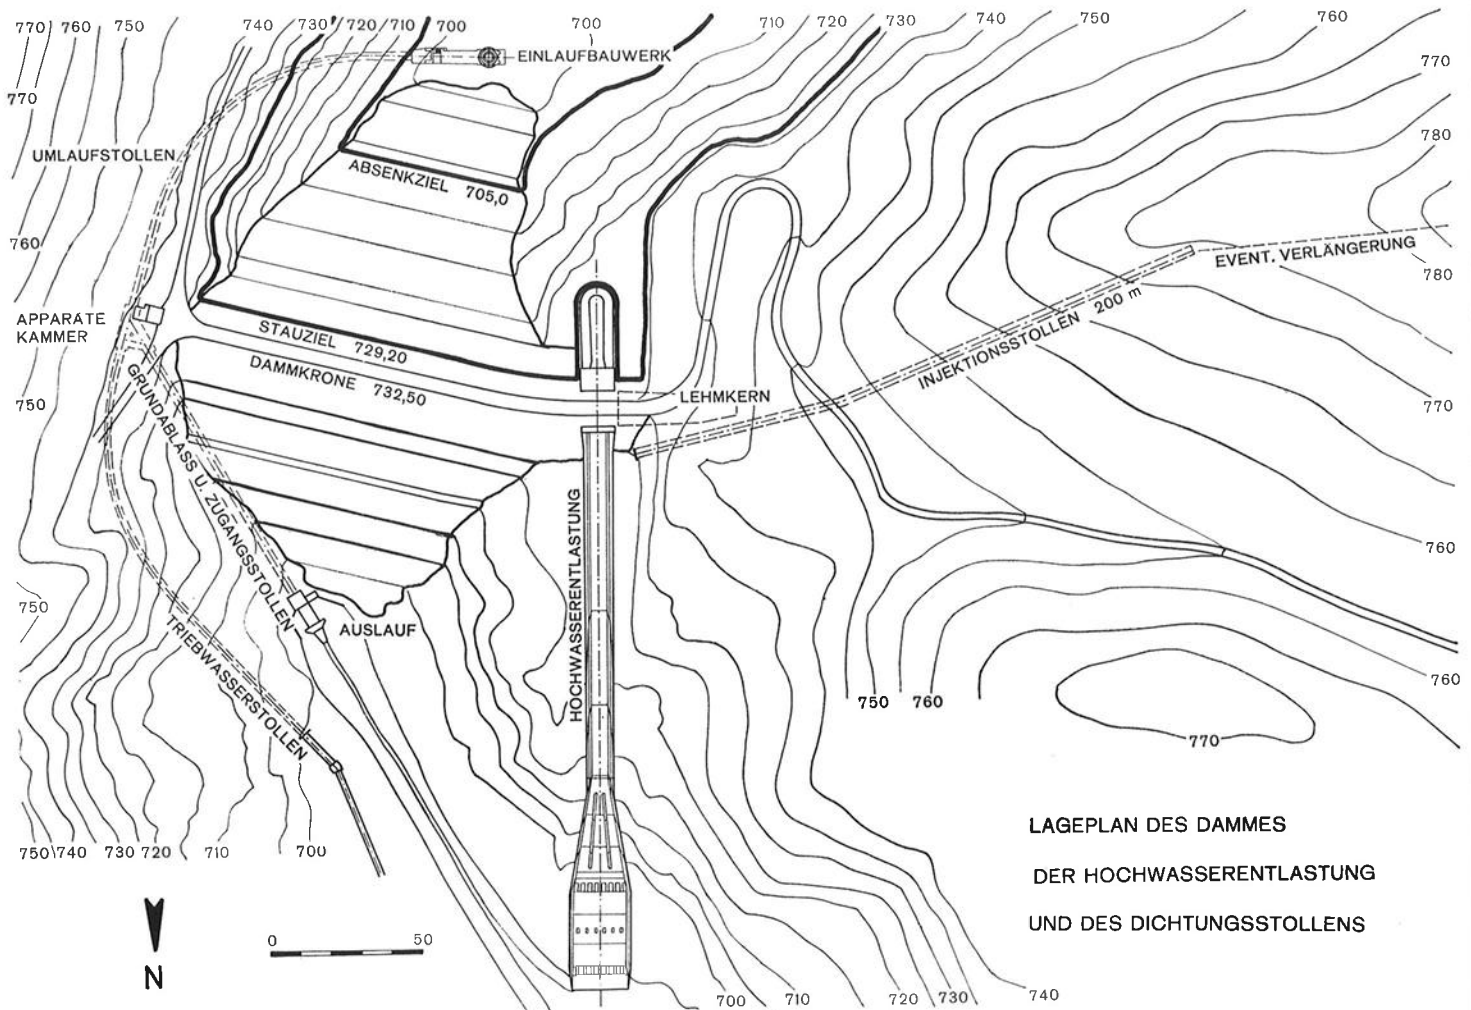 770 760 750 740 730 720 710 700 700 710 720 730 740 750 760
EINLAUFBAUWERK
770
770
780
UMLAUFSTOLLEN
ABSENKZIEL 705,0
760
EVENT. VERLÄNGERUNG
780
APPARATE
KAMMER
STAUZIEL 729,20
INJEKTIONSSTOLLEN 200 m
DAMMKRONE 732,50
LEHMKERN
750
770
GRUNDABLASS U. ZUGANGSSTOLLEN
HOCHWASSERENTLASTUNG
760
750
AUSLAUF
TRIEBWASSERSTOLLEN
760
750 760
770
750 740 730 720 710 700
LAGEPLAN DES DAMMES
DER HOCHWASSERENTLASTUNG
UND DES DICHTUNGSSTOLLENS
0 50
N
700 710 720 730 740